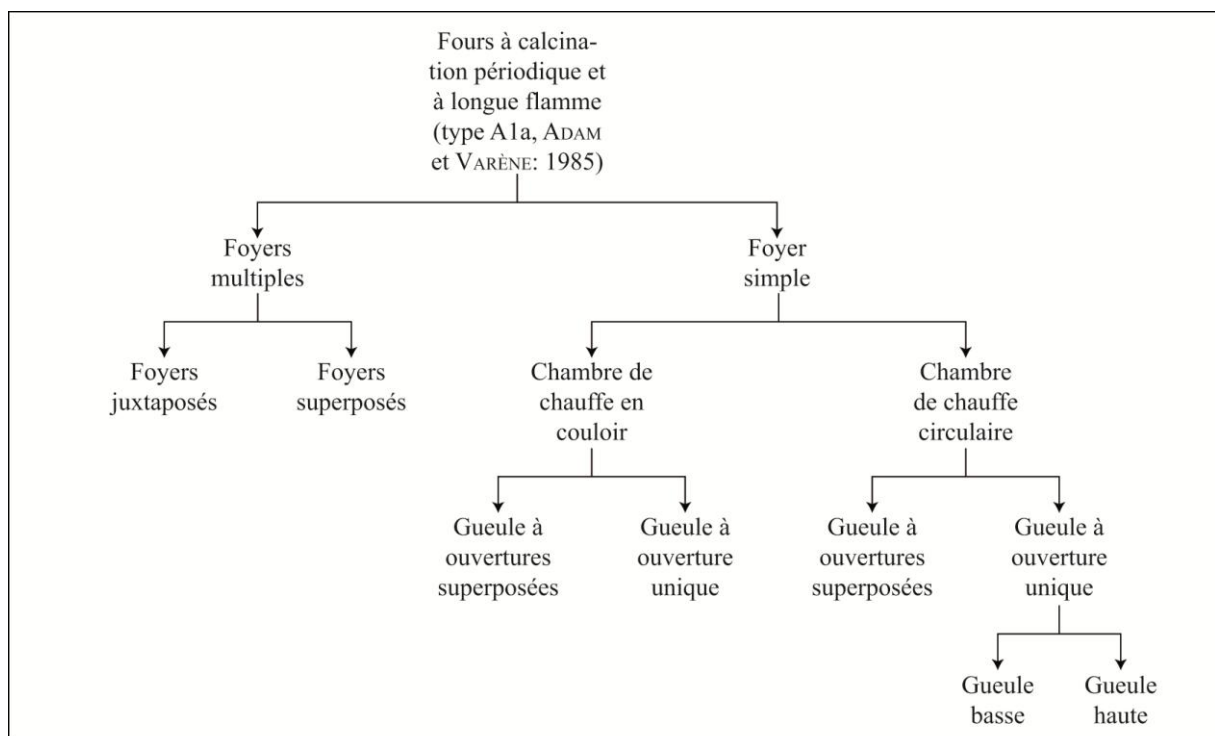 Fours à calcina-
tion périodique et
à longue flamme
(type A1a, ADAM
et VARÈNE: 1985)
Foyers
multiples
Foyer
simple
Foyers
juxtaposés
Foyers
superposés
Chambre de
chauffe en
couloir
Chambre
de chauffe
circulaire
Gueule à
ouvertures
superposées
Gueule à
ouverture
unique
Gueule à
ouvertures
superposées
Gueule à
ouverture
unique
Gueule
basse
Gueule
haute